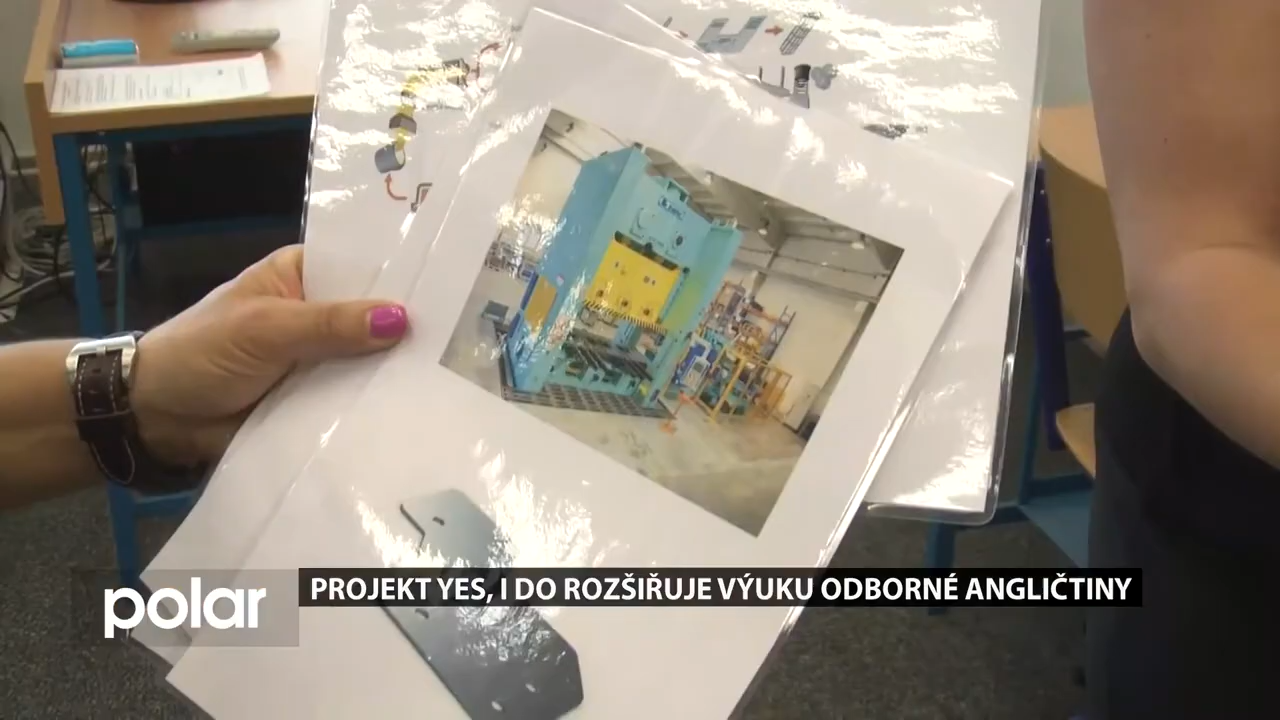 polar
PROJEKT YES, I DO ROZŠIŘUJE VÝUKU ODBORNÉ ANGLIČTINY